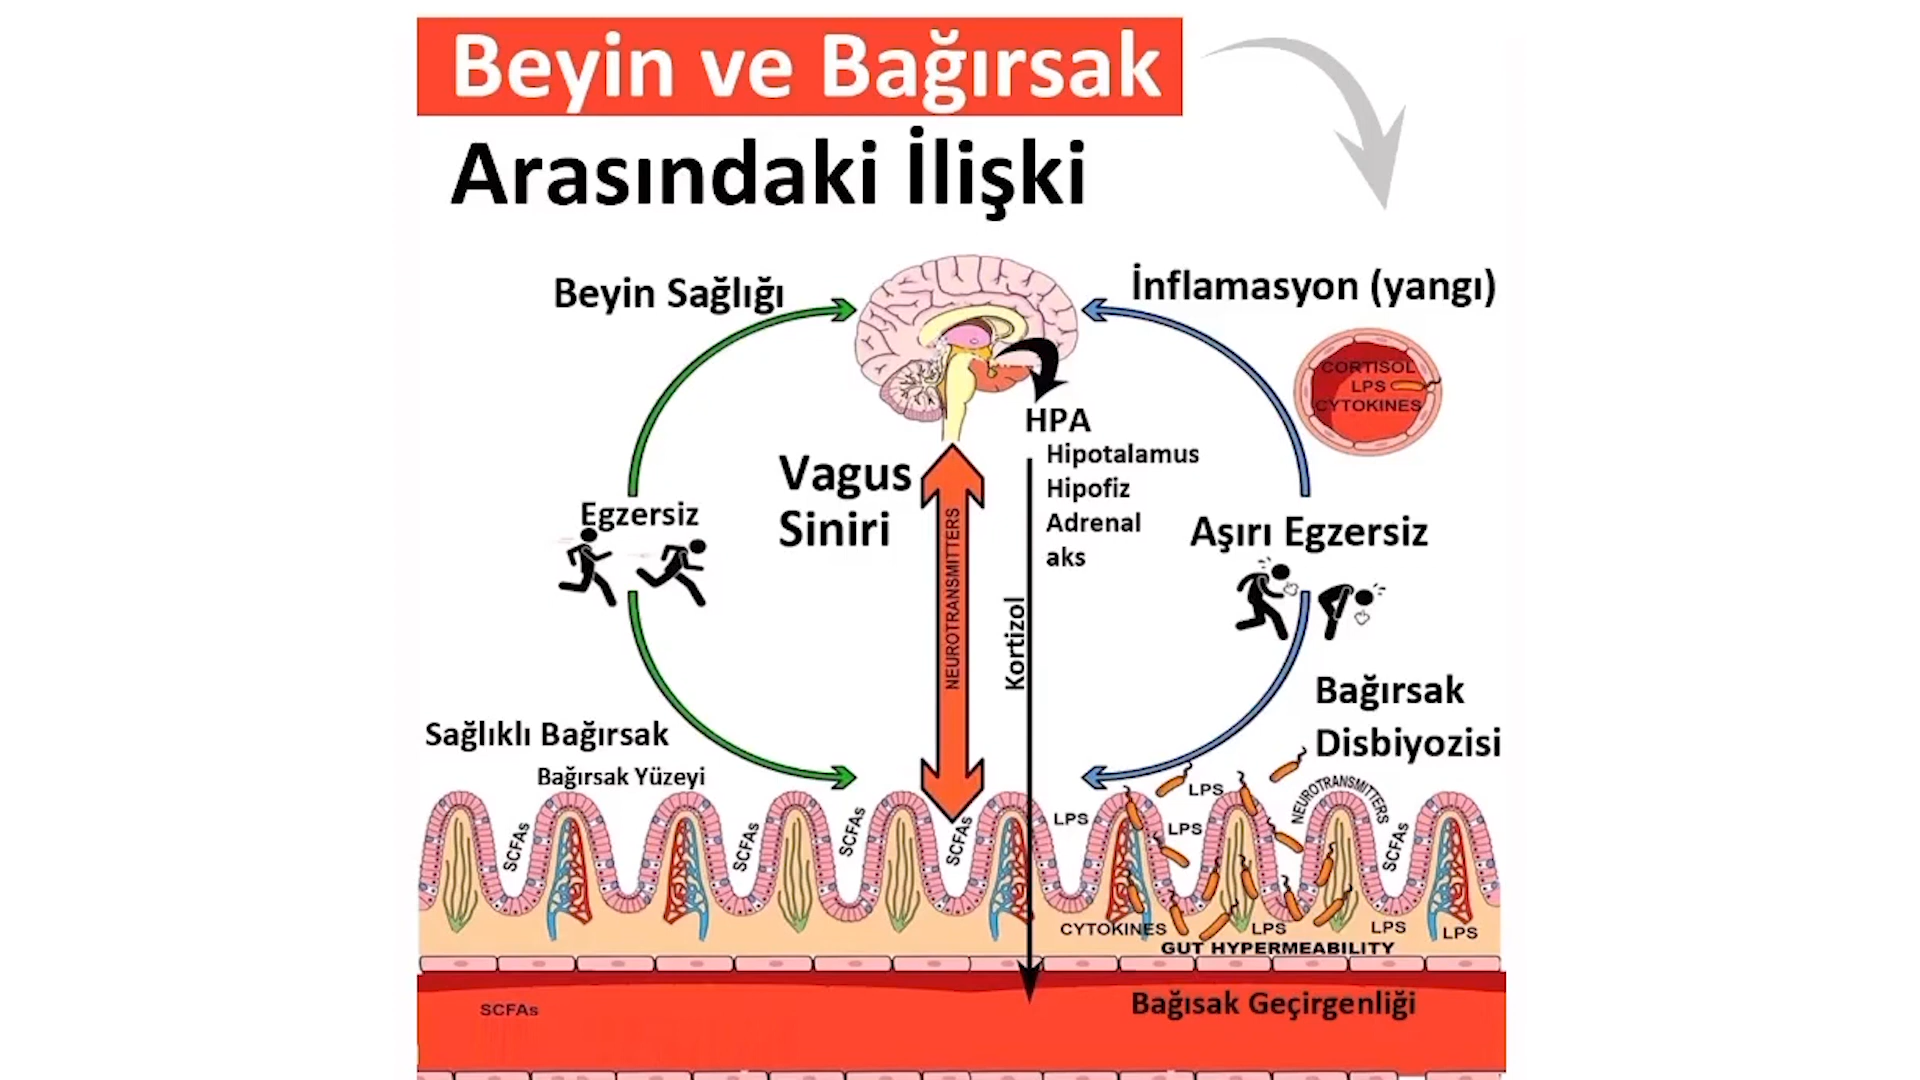 Beyin ve Bağırsak
Arasındaki İlişki
Beyin Sağlığı
İnflamasyon (yangı)
CORTISOL
LPS
CYTOKINES
HPA
Hipotalamus
Hipofiz
Adrenal
aks
Vagus
Siniri
NEUROTRANSMITTERS
Kortizol
Egzersiz
Aşırı Egzersiz
Sağlıklı Bağırsak
Bağırsak Yüzeyi
Bağırsak
Disbiyozisi
SCFAs
SCFAs
SCFAs
SCFAs
LPS
LPS
LPS
NEUROTRANSMITTERS
SCFAs
CYTOKINES
LPS
LPS
LPS
GUT HYPERMEABILITY
SCFAs
Bağısak Geçirgenliği